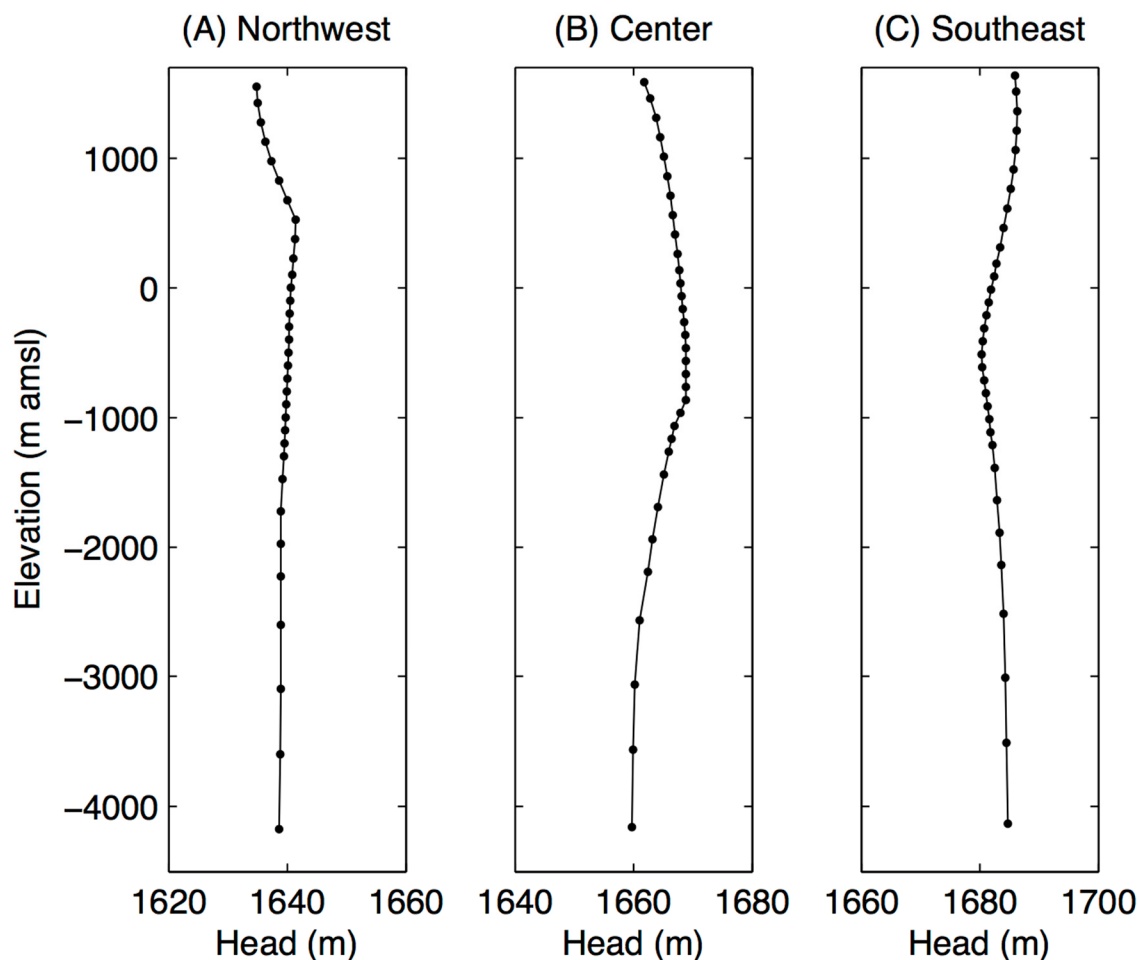 (A) Northwest
(B) Center
(C) Southeast
Elevation (m amsl)
1000
0
−1000
−2000
−3000
−4000
1620 1640 1660
1640 1660 1680
1660 1680 1700
Head (m)
Head (m)
Head (m)